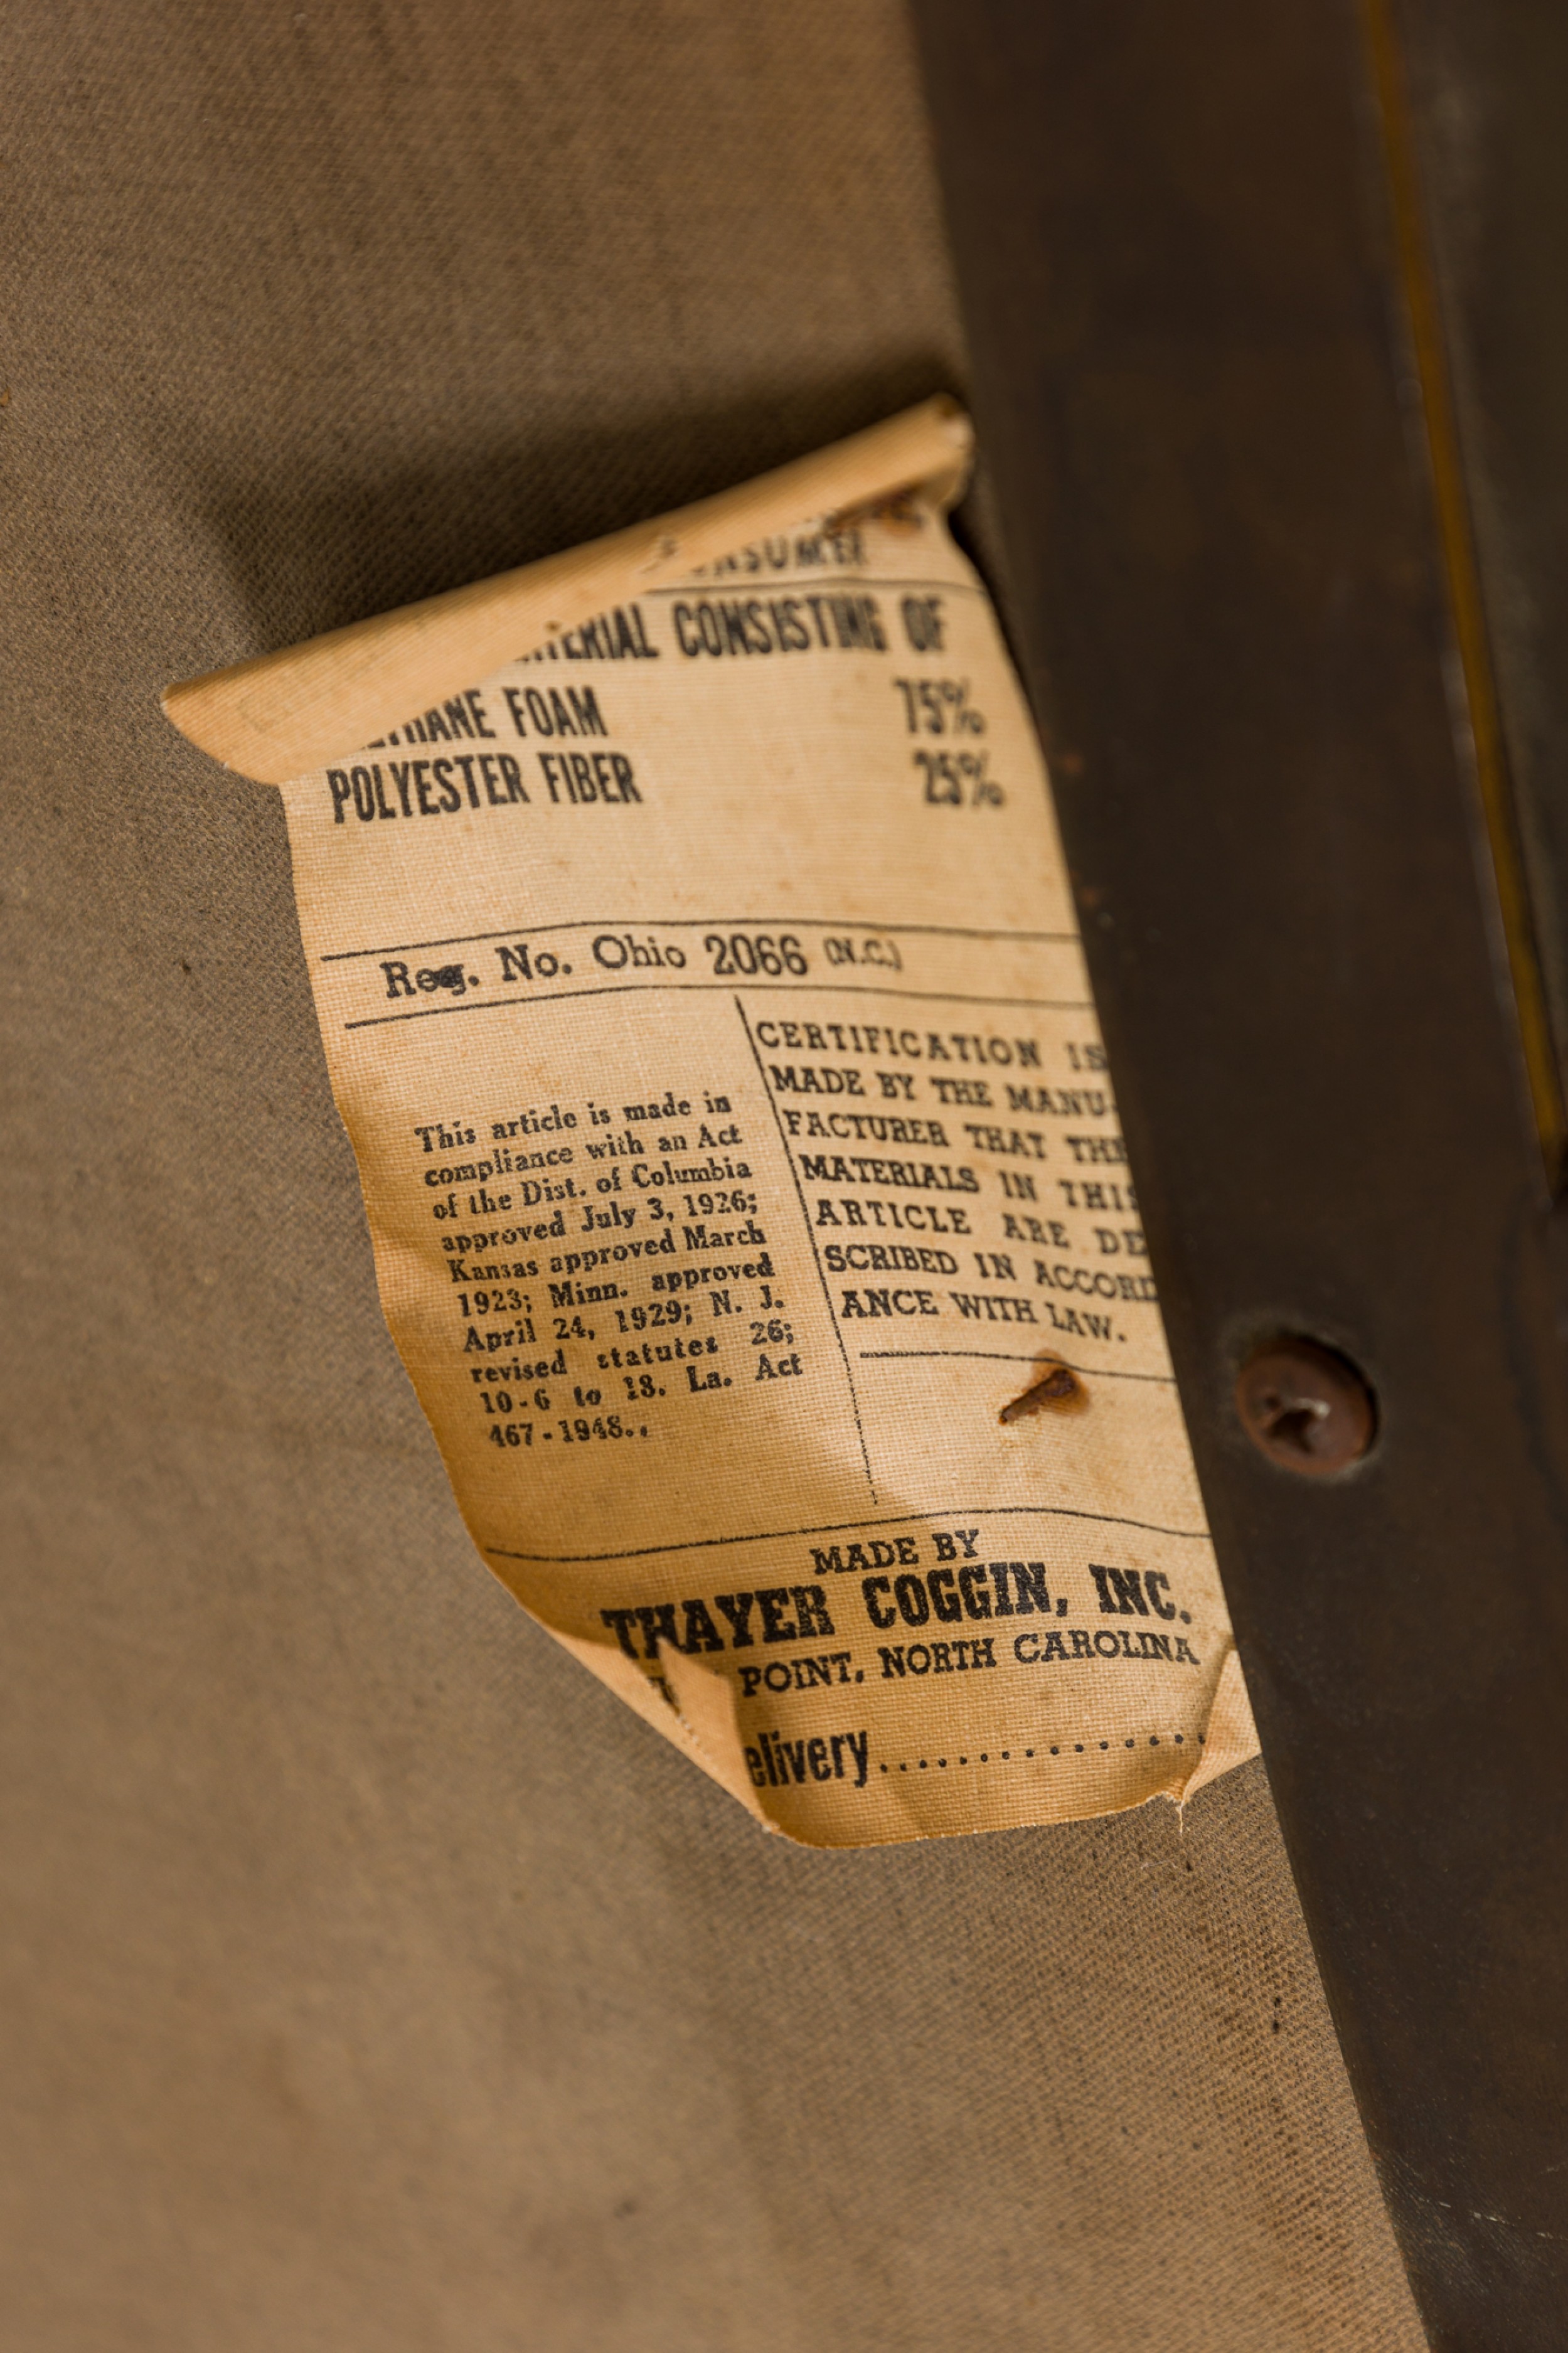 CONSISTING OF
FOAM 75%
POLYESTER FIBER 25%
Reg. No. Ohio 2066 (N.C.)
This article is made in
compliance with an Act
of the Dist. of Columbia
approved July 3, 1926;
Kansas approved March
1923; Minn. approved
April 24, 1929; N. J.
revised statutes 26;
10-6 to 18. La. Act
467-1948..
CERTIFICATION IS
MADE BY THE MANU-
FACTURER THAT THE
MATERIALS IN THIS
ARTICLE ARE DE
SCRIBED IN ACCORD
ANCE WITH LAW.
MADE BY
THAYER COGGIN, INC.
POINT, NORTH CAROLINA
elivery...............